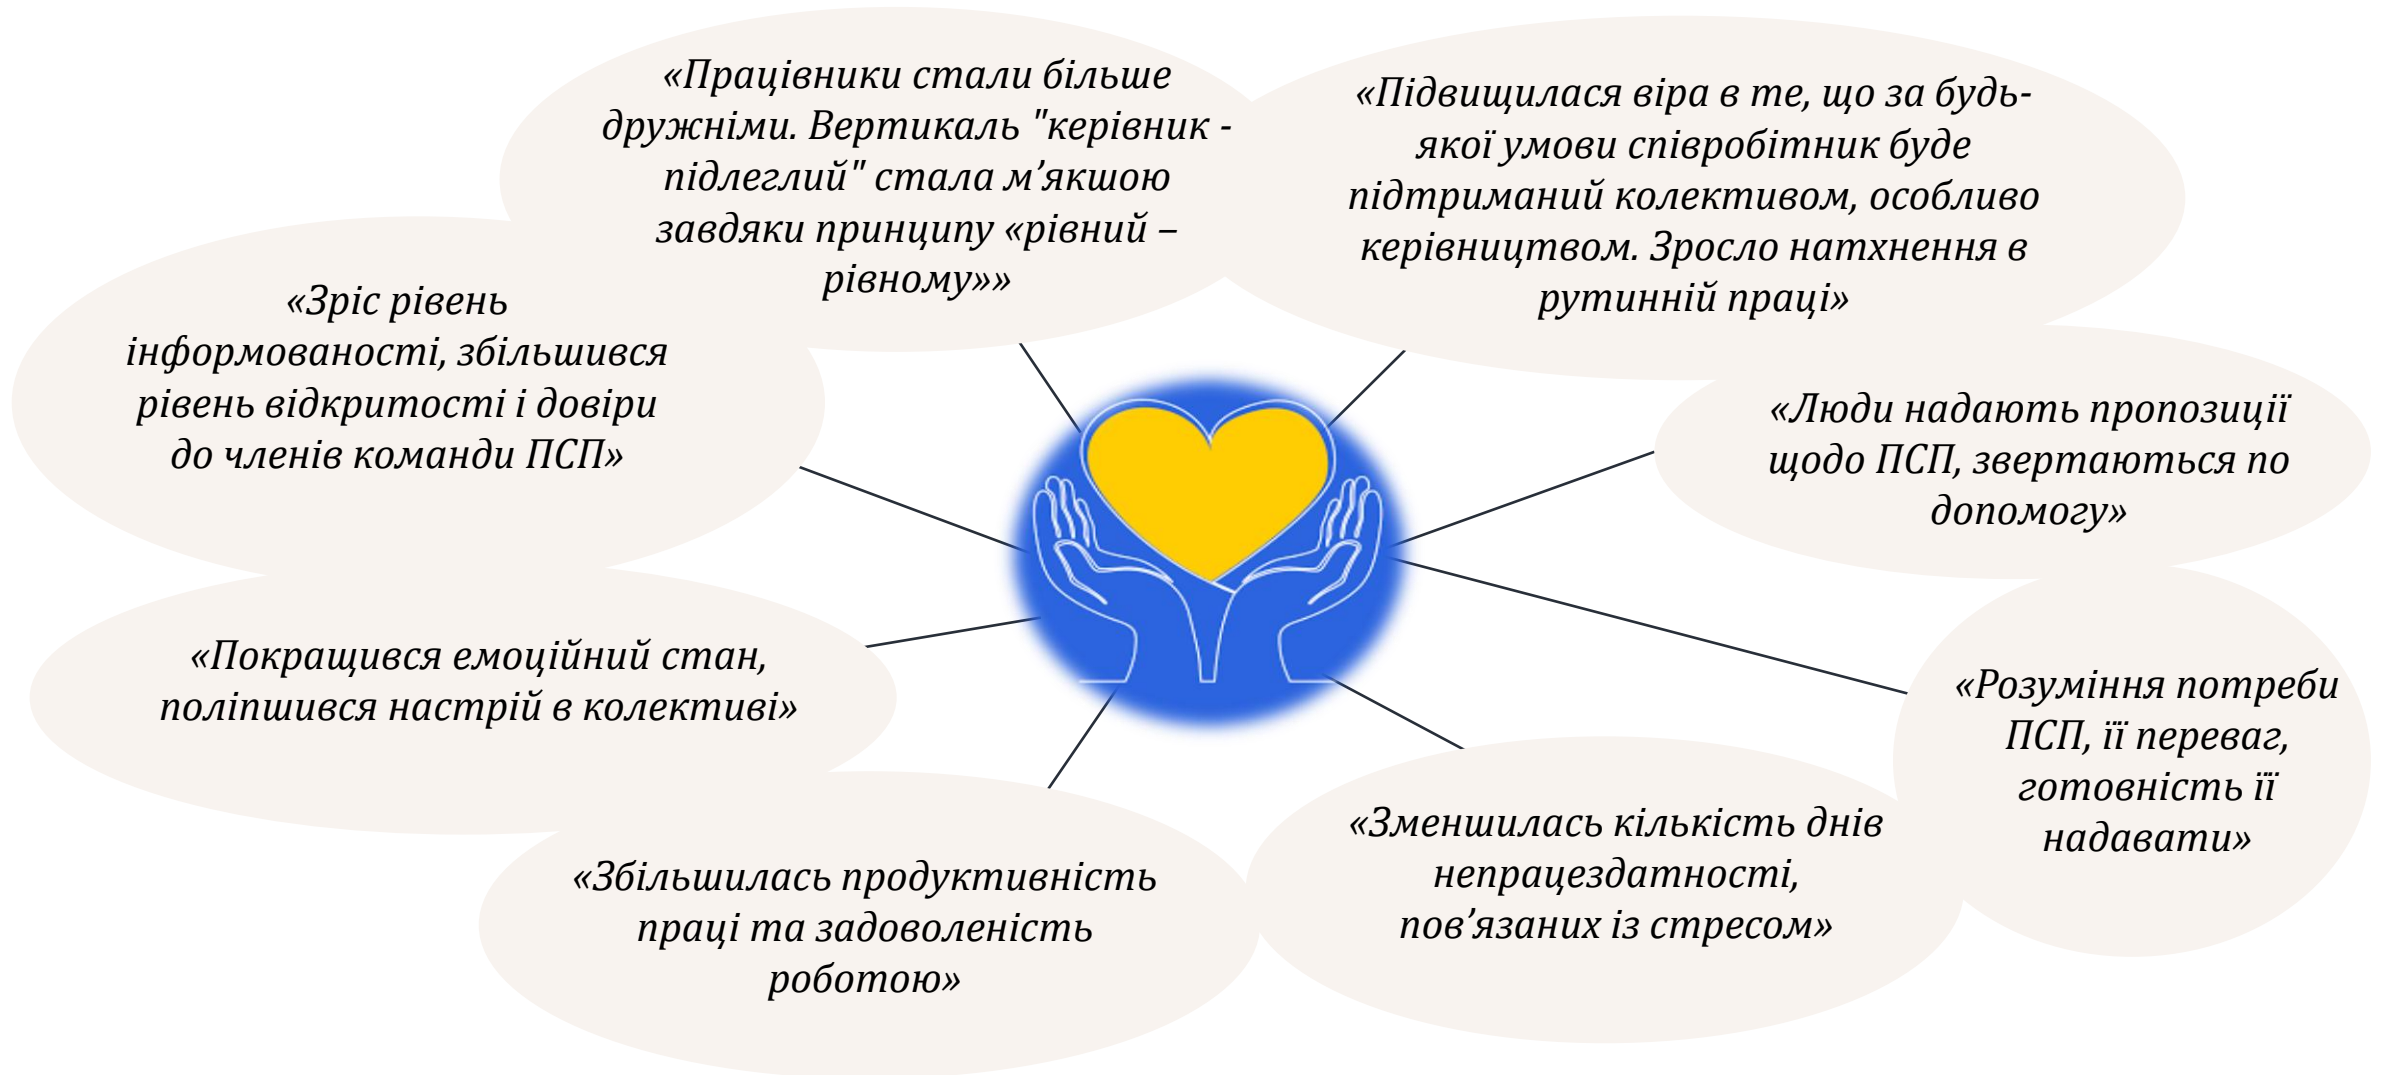 «Працівники стали більше
дружніми. Вертикаль "керівник -
підлеглий" стала м’якшою
завдяки принципу «рівний –
рівному»»
«Підвищилася віра в те, що за будь-
якої умови співробітник буде
підтриманий колективом, особливо
керівництвом. Зросло натхнення в
рутинній праці»
«Зріс рівень
інформованості, збільшився
рівень відкритості і довіри
до членів команди ПСП»
«Люди надають пропозиції
щодо ПСП, звертаються по
допомогу»
«Покращився емоційний стан,
поліпшився настрій в колективі»
«Розуміння потреби
ПСП, її переваг,
готовність її
надавати»
«Збільшилась продуктивність
праці та задоволеність
роботою»
«Зменшилась кількість днів
непрацездатності,
пов’язаних із стресом»